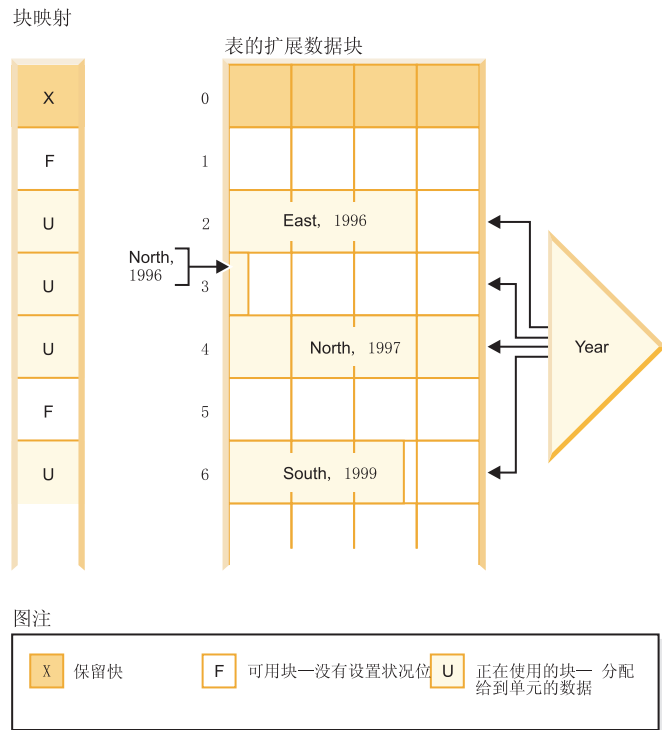 块映射
表的扩展数据块
X
0
F
1
U
2
East, 1996
North,
1996
U
3
U
4
North, 1997
Year
F
5
U
6
South, 1999
图注
X 保留快
F 可用块—没有设置状况位
U 正在使用的块— 分配
给到单元的数据